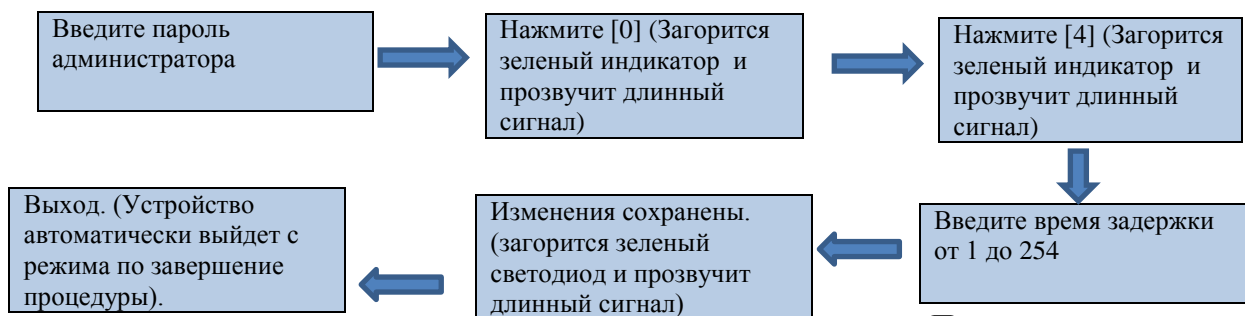 Введите пароль
администратора
Нажмите [0] (Загорится
зеленый индикатор и
прозвучит длинный
сигнал)
Нажмите [4] (Загорится
зеленый индикатор и
прозвучит длинный
сигнал)
Введите время задержки
от 1 до 254
Изменения сохранены.
(загорится зеленый
светодиод и прозвучит
длинный сигнал)
Выход. (Устройство
автоматически выйдет с
режима по завершение
процедуры).